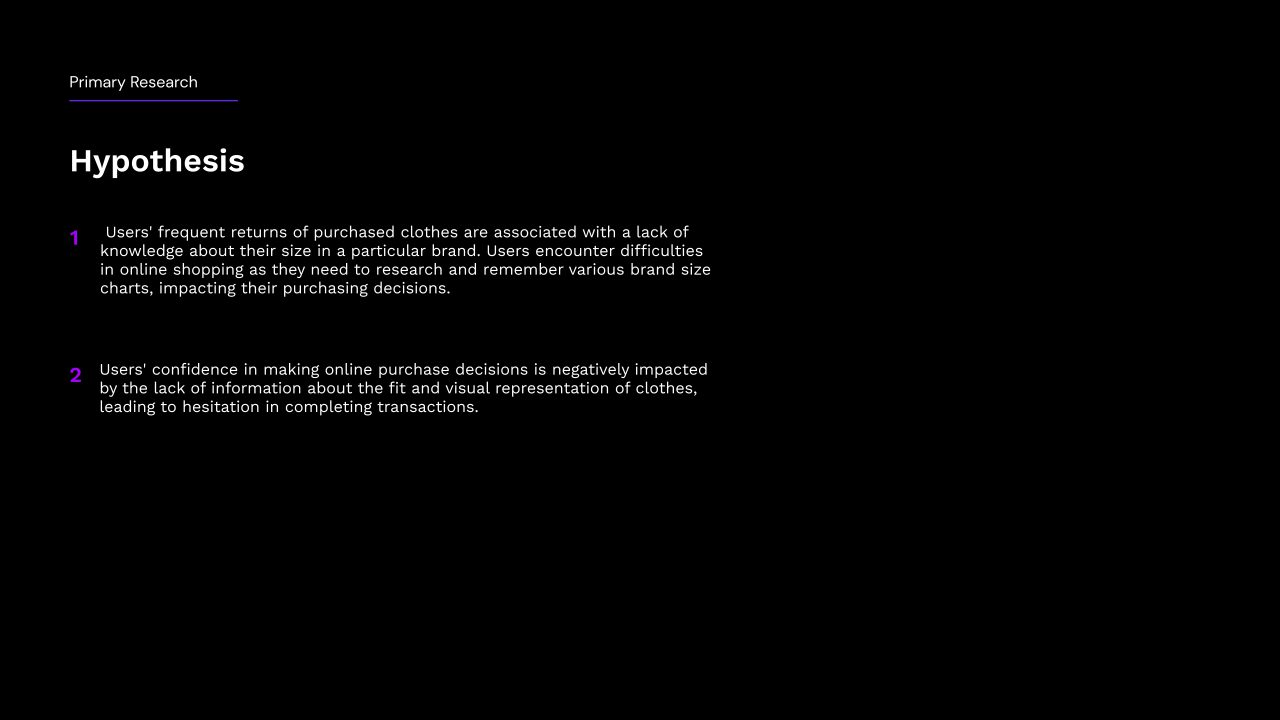 Primary Research
Hypothesis
1 Users' frequent returns of purchased clothes are associated with a lack of
knowledge about their size in a particular brand. Users encounter difficulties
in online shopping as they need to research and remember various brand size
charts, impacting their purchasing decisions.
2 Users' confidence in making online purchase decisions is negatively impacted
by the lack of information about the fit and visual representation of clothes,
leading to hesitation in completing transactions.